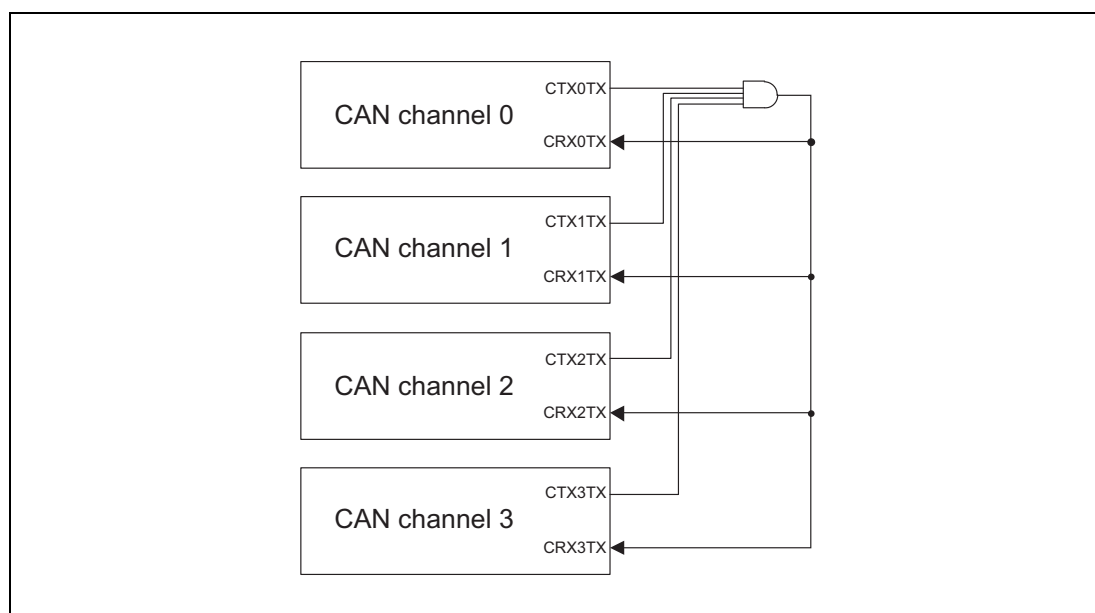 CTX0TX
CAN channel 0
CRX0TX
CTX1TX
CAN channel 1
CRX1TX
CTX2TX
CAN channel 2
CRX2TX
CTX3TX
CAN channel 3
CRX3TX